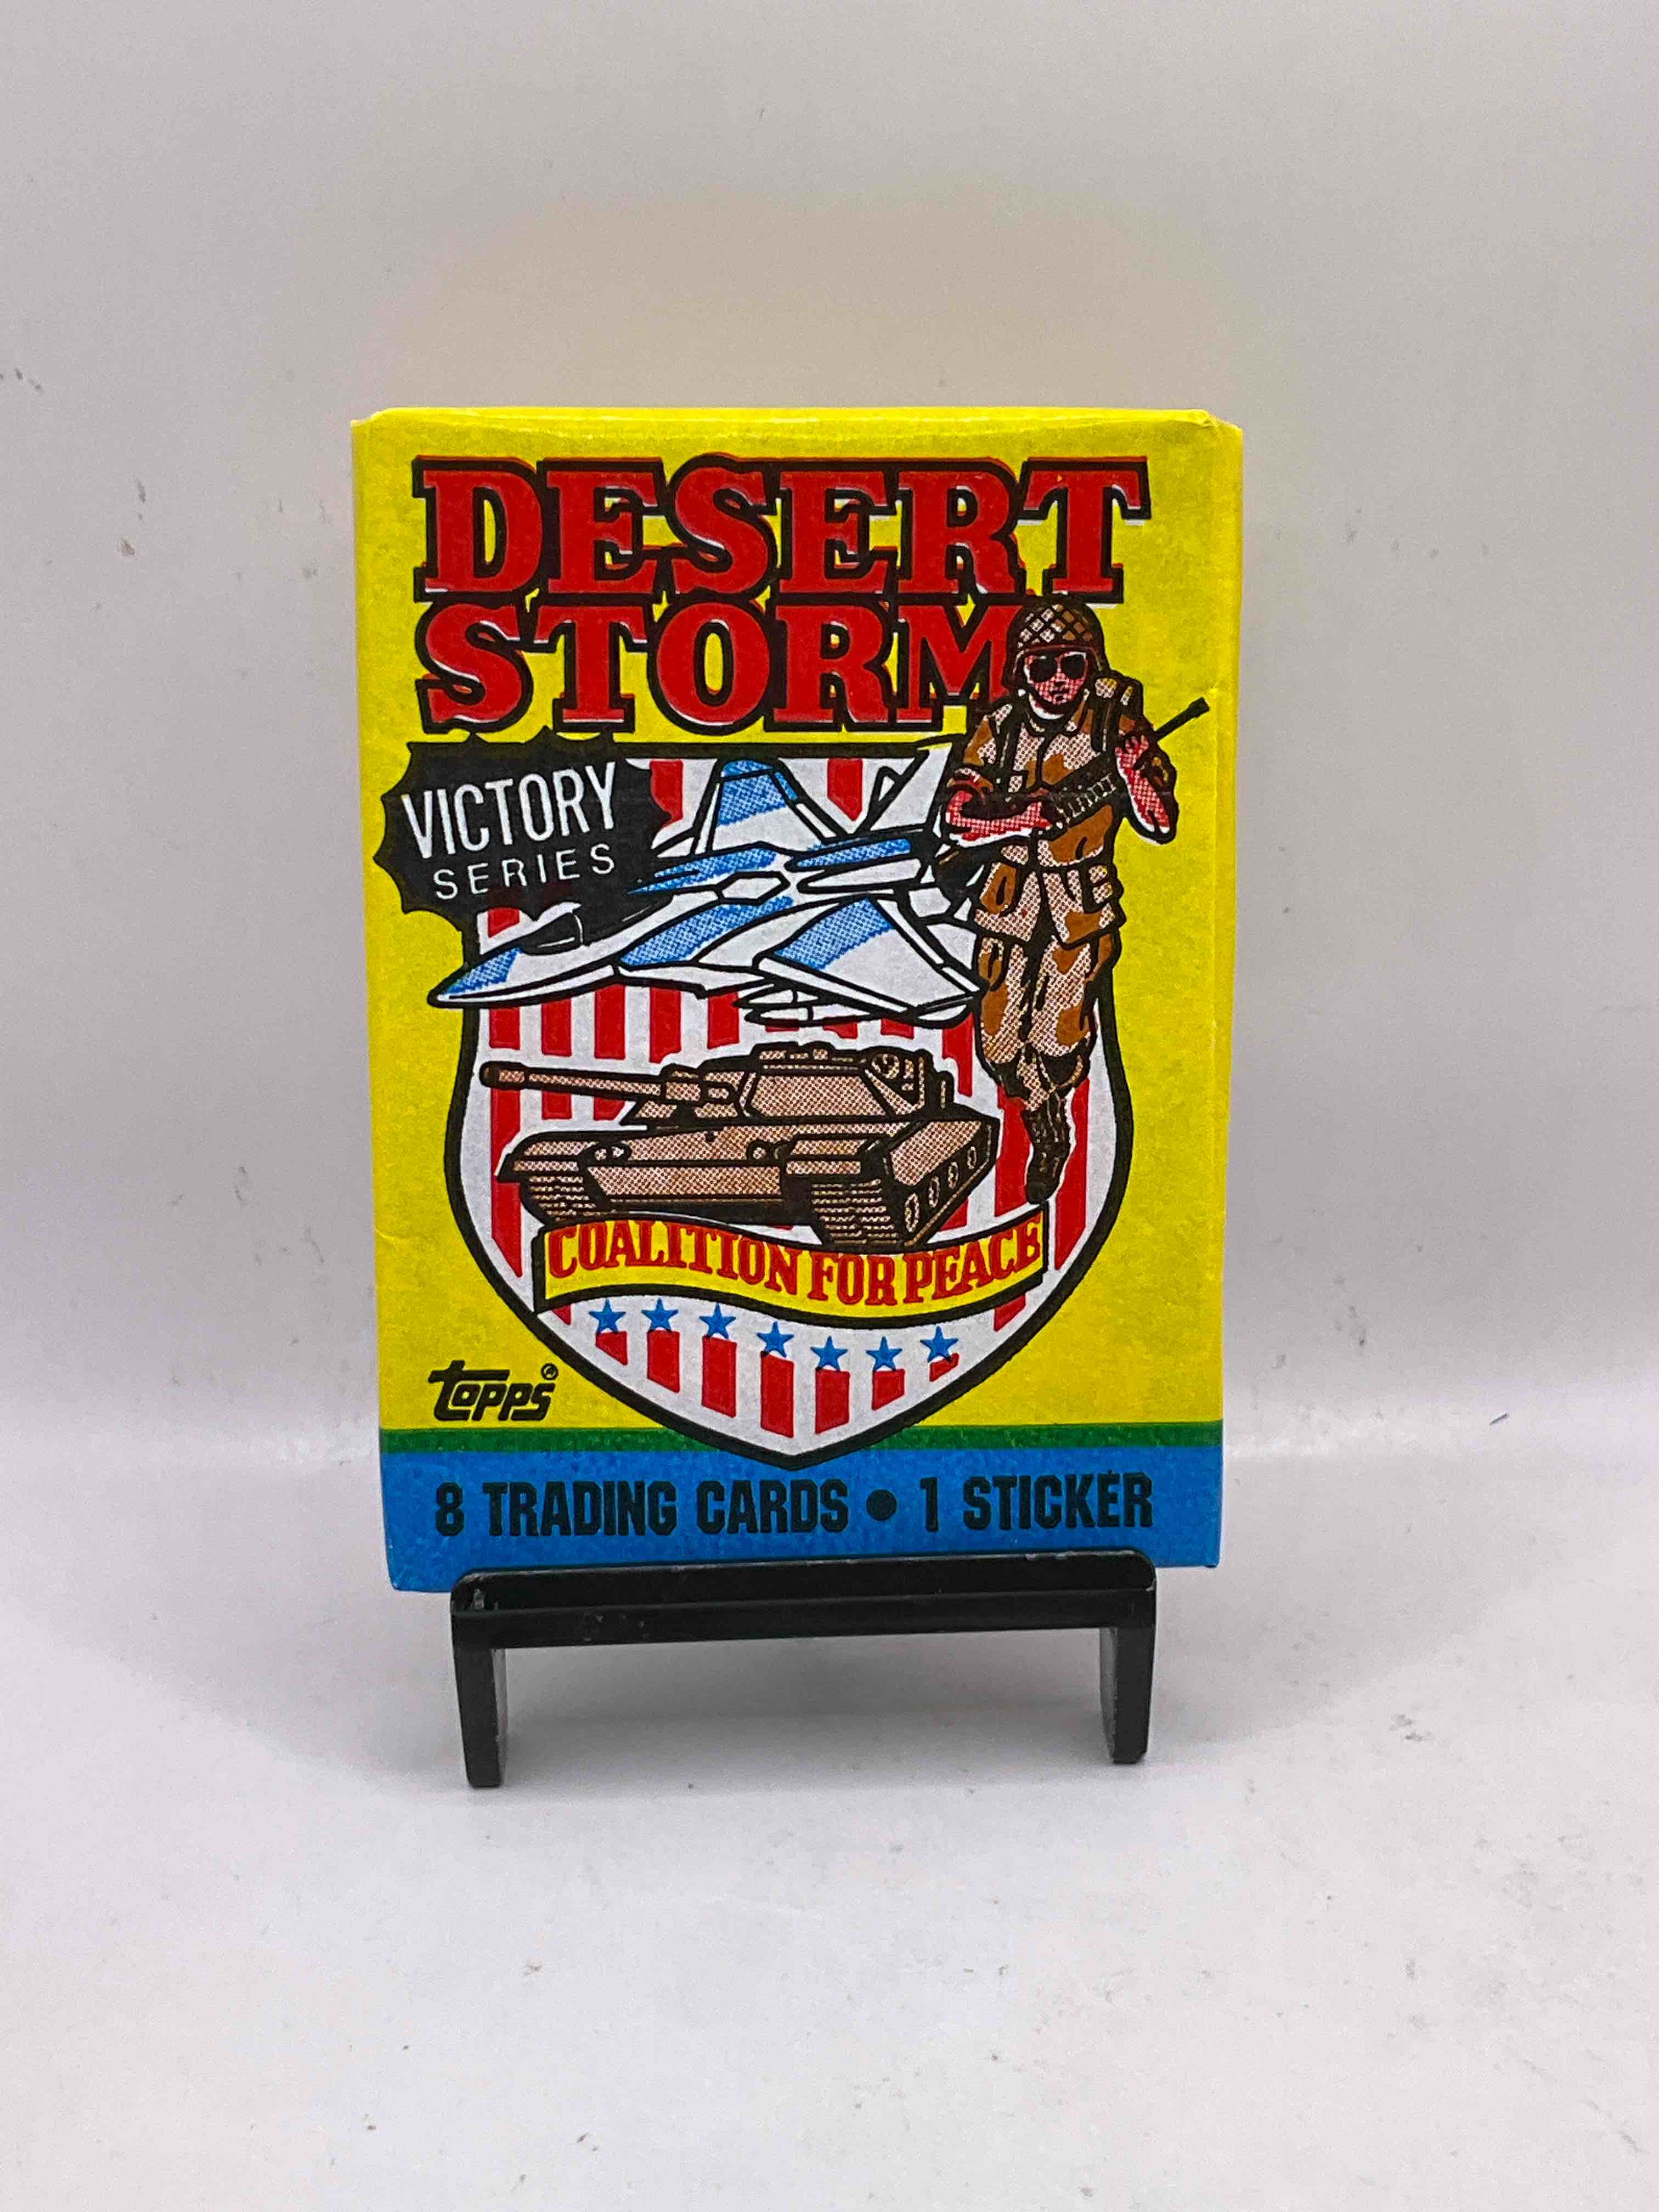 DESERT
STORM
VICTORY
SERIES
COALITION FOR PEACE
topps®
8 TRADING CARDS • 1 STICKER